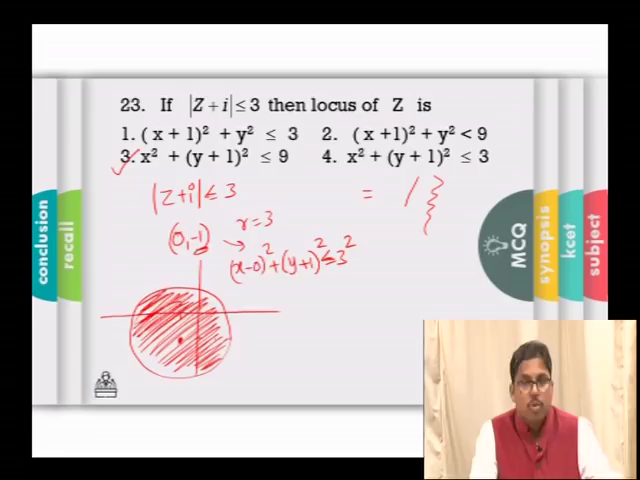 23. If |Z + i| ≤ 3 then locus of Z is
1. ( x + 1)² + y² ≤ 3 2. ( x +1)² + y² < 9
3. x² + (y + 1)² ≤ 9 4. x² + (y + 1)² ≤ 3
|Z+i| ≤ 3 =
(0,-1) r=3
(x-0)²+(y+1)² ≤ 3²
conclusion
recall
MCQ
synopsis
kcet
subject